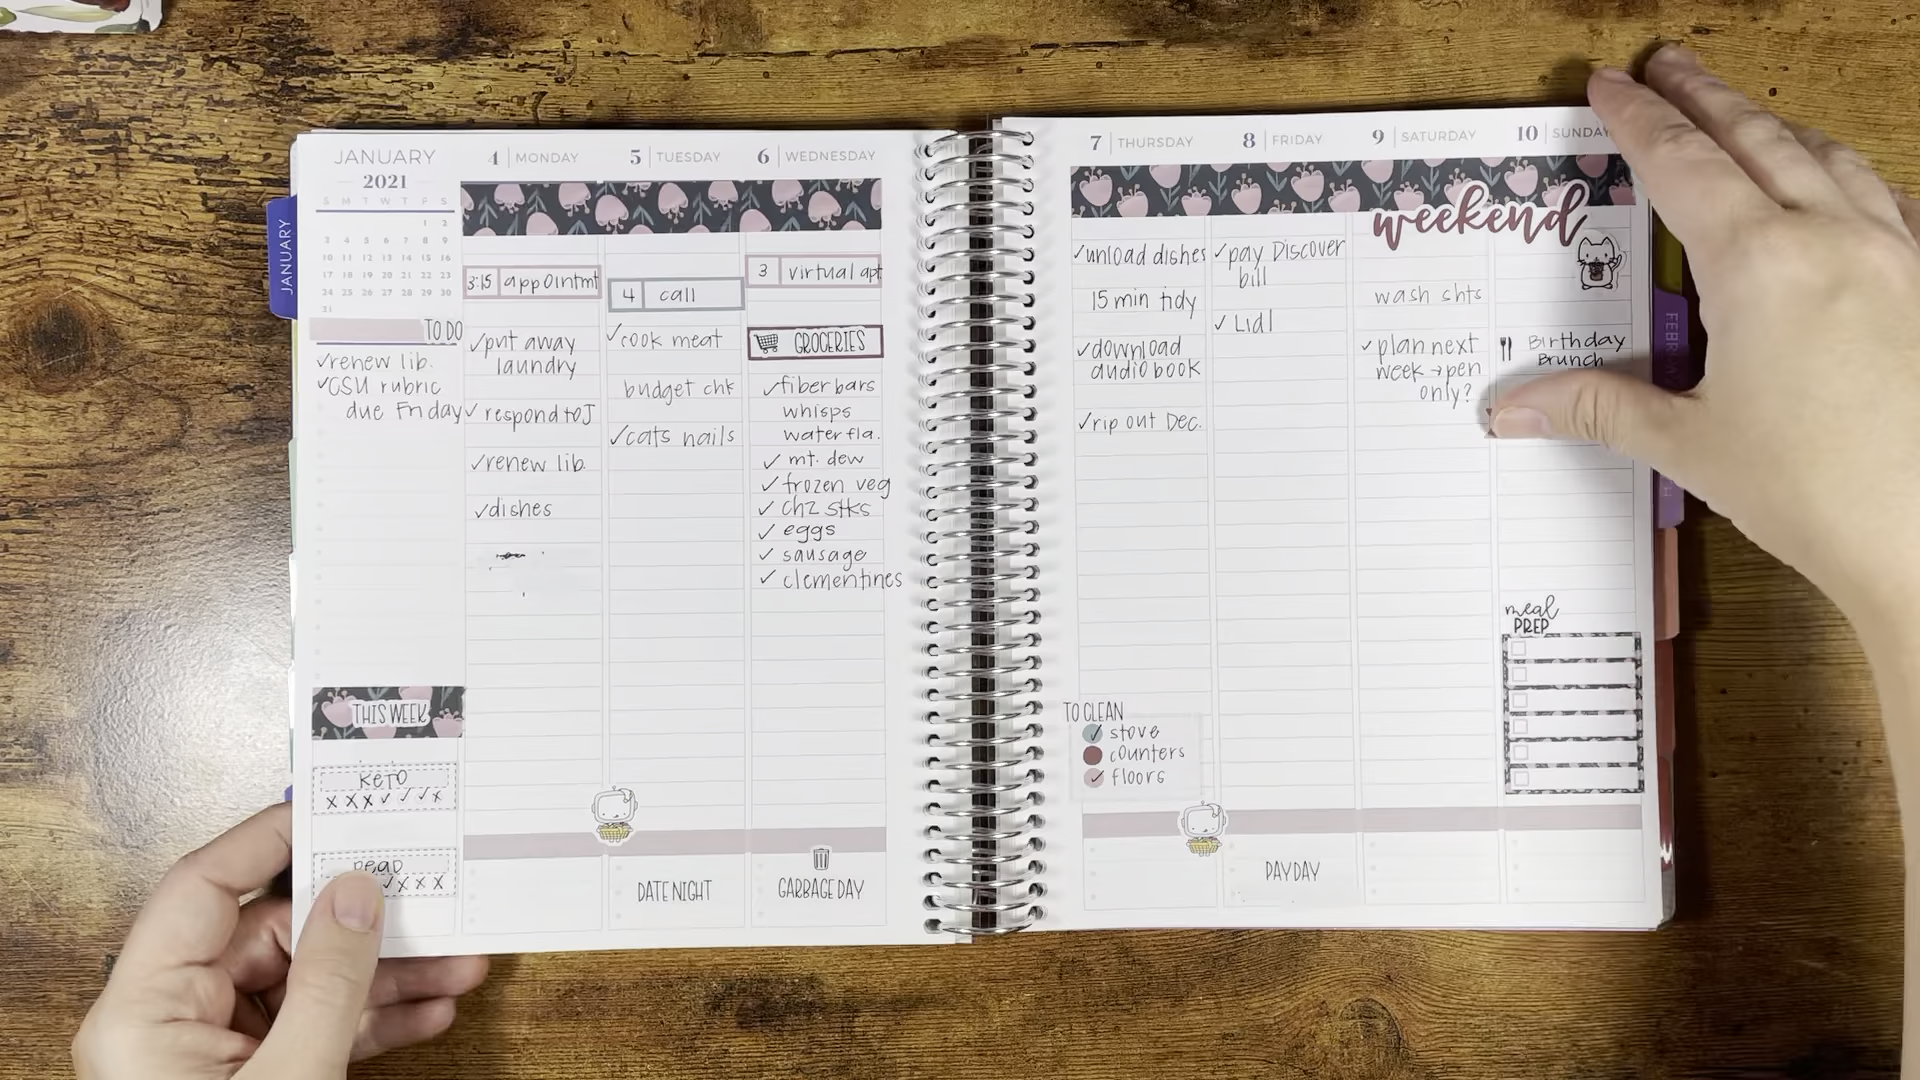 JANUARY
2021
S M T W T F S
1 2
3 4 5 6 7 8 9
10 11 12 13 14 15 16
17 18 19 20 21 22 23
24 25 26 27 28 29 30
31
JANUARY
TO DO
✓renew lib.
due Friday
THIS WEEK
KETO
X X X ✓ ✓ ✓ X
READ
✓ X X X
4 | MONDAY
3:15 appointmt
✓put away
laundry
✓respond to J
✓renew lib.
✓dishes
5 | TUESDAY
4 call
✓cook meat
budget chk
✓cats nails
DATE NIGHT
6 | WEDNESDAY
3 virtual apt
GROCERIES
✓fiber bars
whisps
water fla.
✓ mt. dew
✓ frozen veg
✓ chz stks
✓ eggs
✓ sausage
✓ clementines
GARBAGE DAY
7 | THURSDAY
✓unload dishes
15 min tidy
✓download
audio book
✓rip out Dec.
TO CLEAN
✓ stove
counters
✓ floors
8 | FRIDAY
✓pay Discover
bill
✓ Lidl
PAYDAY
9 | SATURDAY
weekend
wash shts
✓ plan next
week → pen
only?
10 | SUNDAY
Birthday
Brunch
meal
PREP